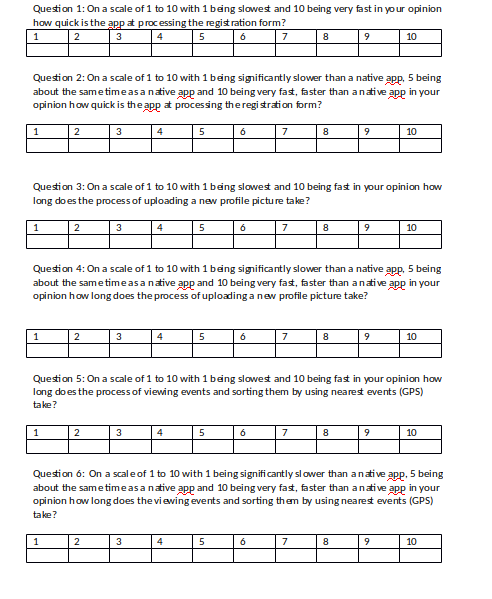 Question 1: On a scale of 1 to 10 with 1 being slowest and 10 being very fast in your opinion
how quick is the app at processing the registration form?
1 2 3 4 5 6 7 8 9 10
Question 2: On a scale of 1 to 10 with 1 being significantly slower than a native app, 5 being
about the same time as a native app and 10 being very fast, faster than a native app in your
opinion how quick is the app at processing the registration form?
1 2 3 4 5 6 7 8 9 10
Question 3: On a scale of 1 to 10 with 1 being slowest and 10 being fast in your opinion how
long does the process of uploading a new profile picture take?
1 2 3 4 5 6 7 8 9 10
Question 4: On a scale of 1 to 10 with 1 being significantly slower than a native app, 5 being
about the same time as a native app and 10 being very fast, faster than a native app in your
opinion how long does the process of uploading a new profile picture take?
1 2 3 4 5 6 7 8 9 10
Question 5: On a scale of 1 to 10 with 1 being slowest and 10 being fast in your opinion how
long does the process of viewing events and sorting them by using nearest events (GPS)
take?
1 2 3 4 5 6 7 8 9 10
Question 6: On a scale of 1 to 10 with 1 being significantly slower than a native app, 5 being
about the same time as a native app and 10 being very fast, faster than a native app in your
opinion how long does the viewing events and sorting them by using nearest events (GPS)
take?
1 2 3 4 5 6 7 8 9 10